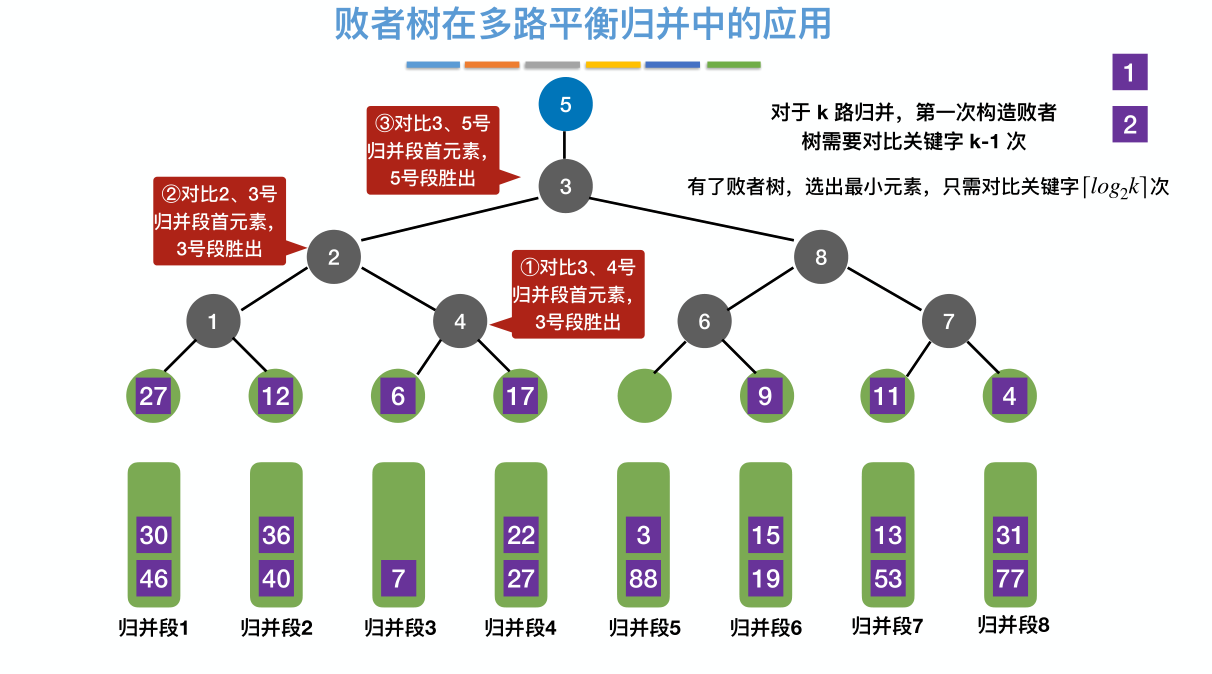 败者树在多路平衡归并中的应用
1
2
对于 k 路归并，第一次构造败者
树需要对比关键字 k-1 次
有了败者树，选出最小元素，只需对比关键字⌈log₂k⌉次
5
③对比3、5号
归并段首元素，
5号段胜出
3
②对比2、3号
归并段首元素，
3号段胜出
2
8
①对比3、4号
归并段首元素，
3号段胜出
1
4
6
7
27
12
6
17
9
11
4
30
36
22
3
15
13
31
46
40
7
27
88
19
53
77
归并段1
归并段2
归并段3
归并段4
归并段5
归并段6
归并段7
归并段8